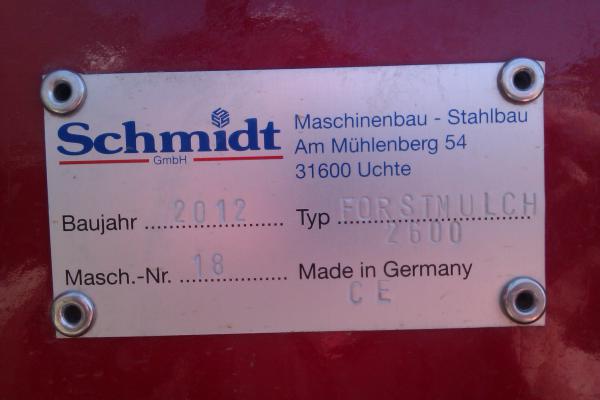 Schmidt
GmbH
Maschinenbau - Stahlbau
Am Mühlenberg 54
31600 Uchte
Baujahr 2012 Typ FORSTMULCH
2600
Masch.-Nr. 18 Made in Germany
CE